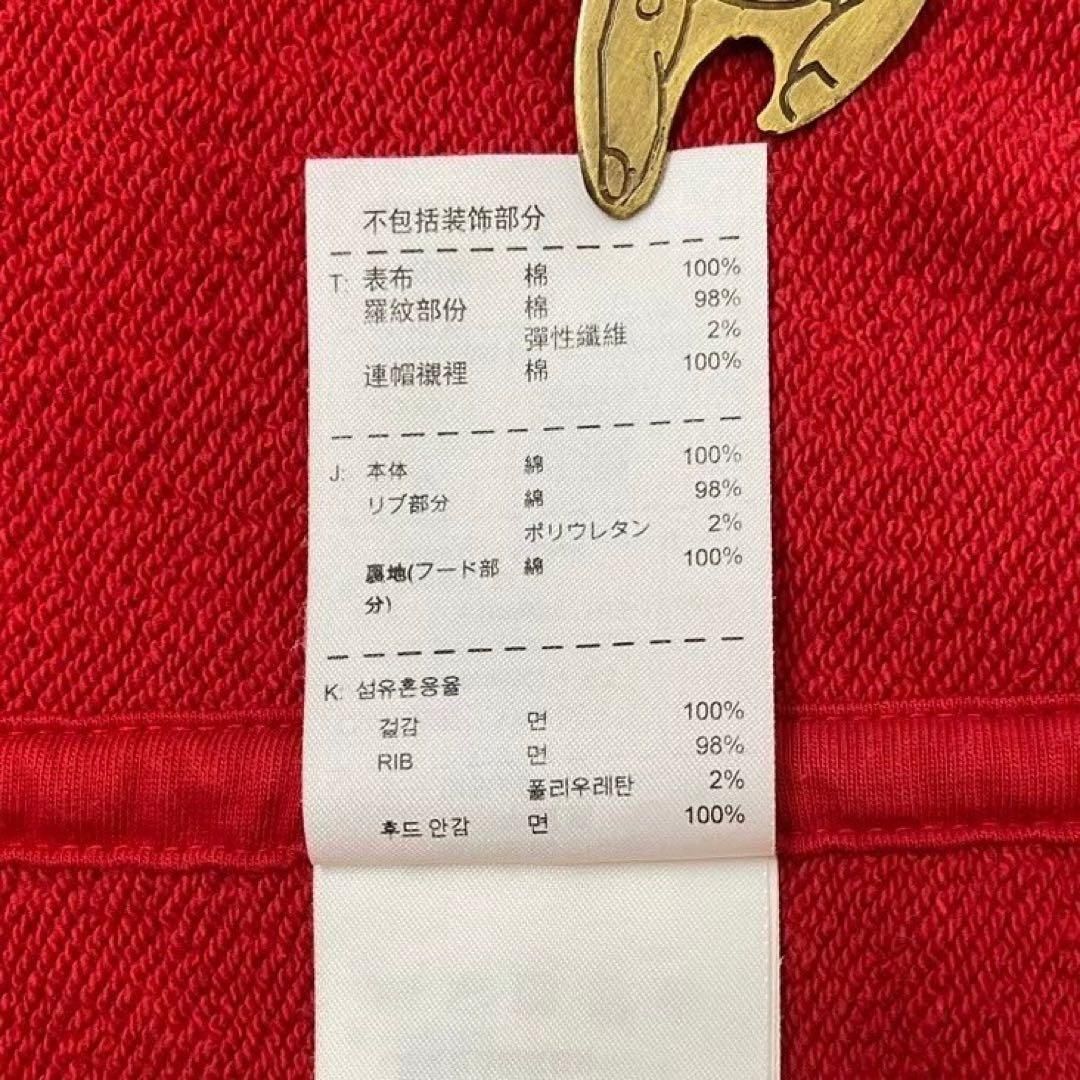 不包括装饰部分
T: 表布 棉 100%
羅紋部份 棉 98%
彈性纖維 2%
連帽襯裡 棉 100%
J: 本体 綿 100%
リブ部分 綿 98%
ポリウレタン 2%
裏地(フード部 綿 100%
分)
K: 섬유혼용율
겉감 면 100%
RIB 면 98%
폴리우레탄 2%
후드 안감 면 100%